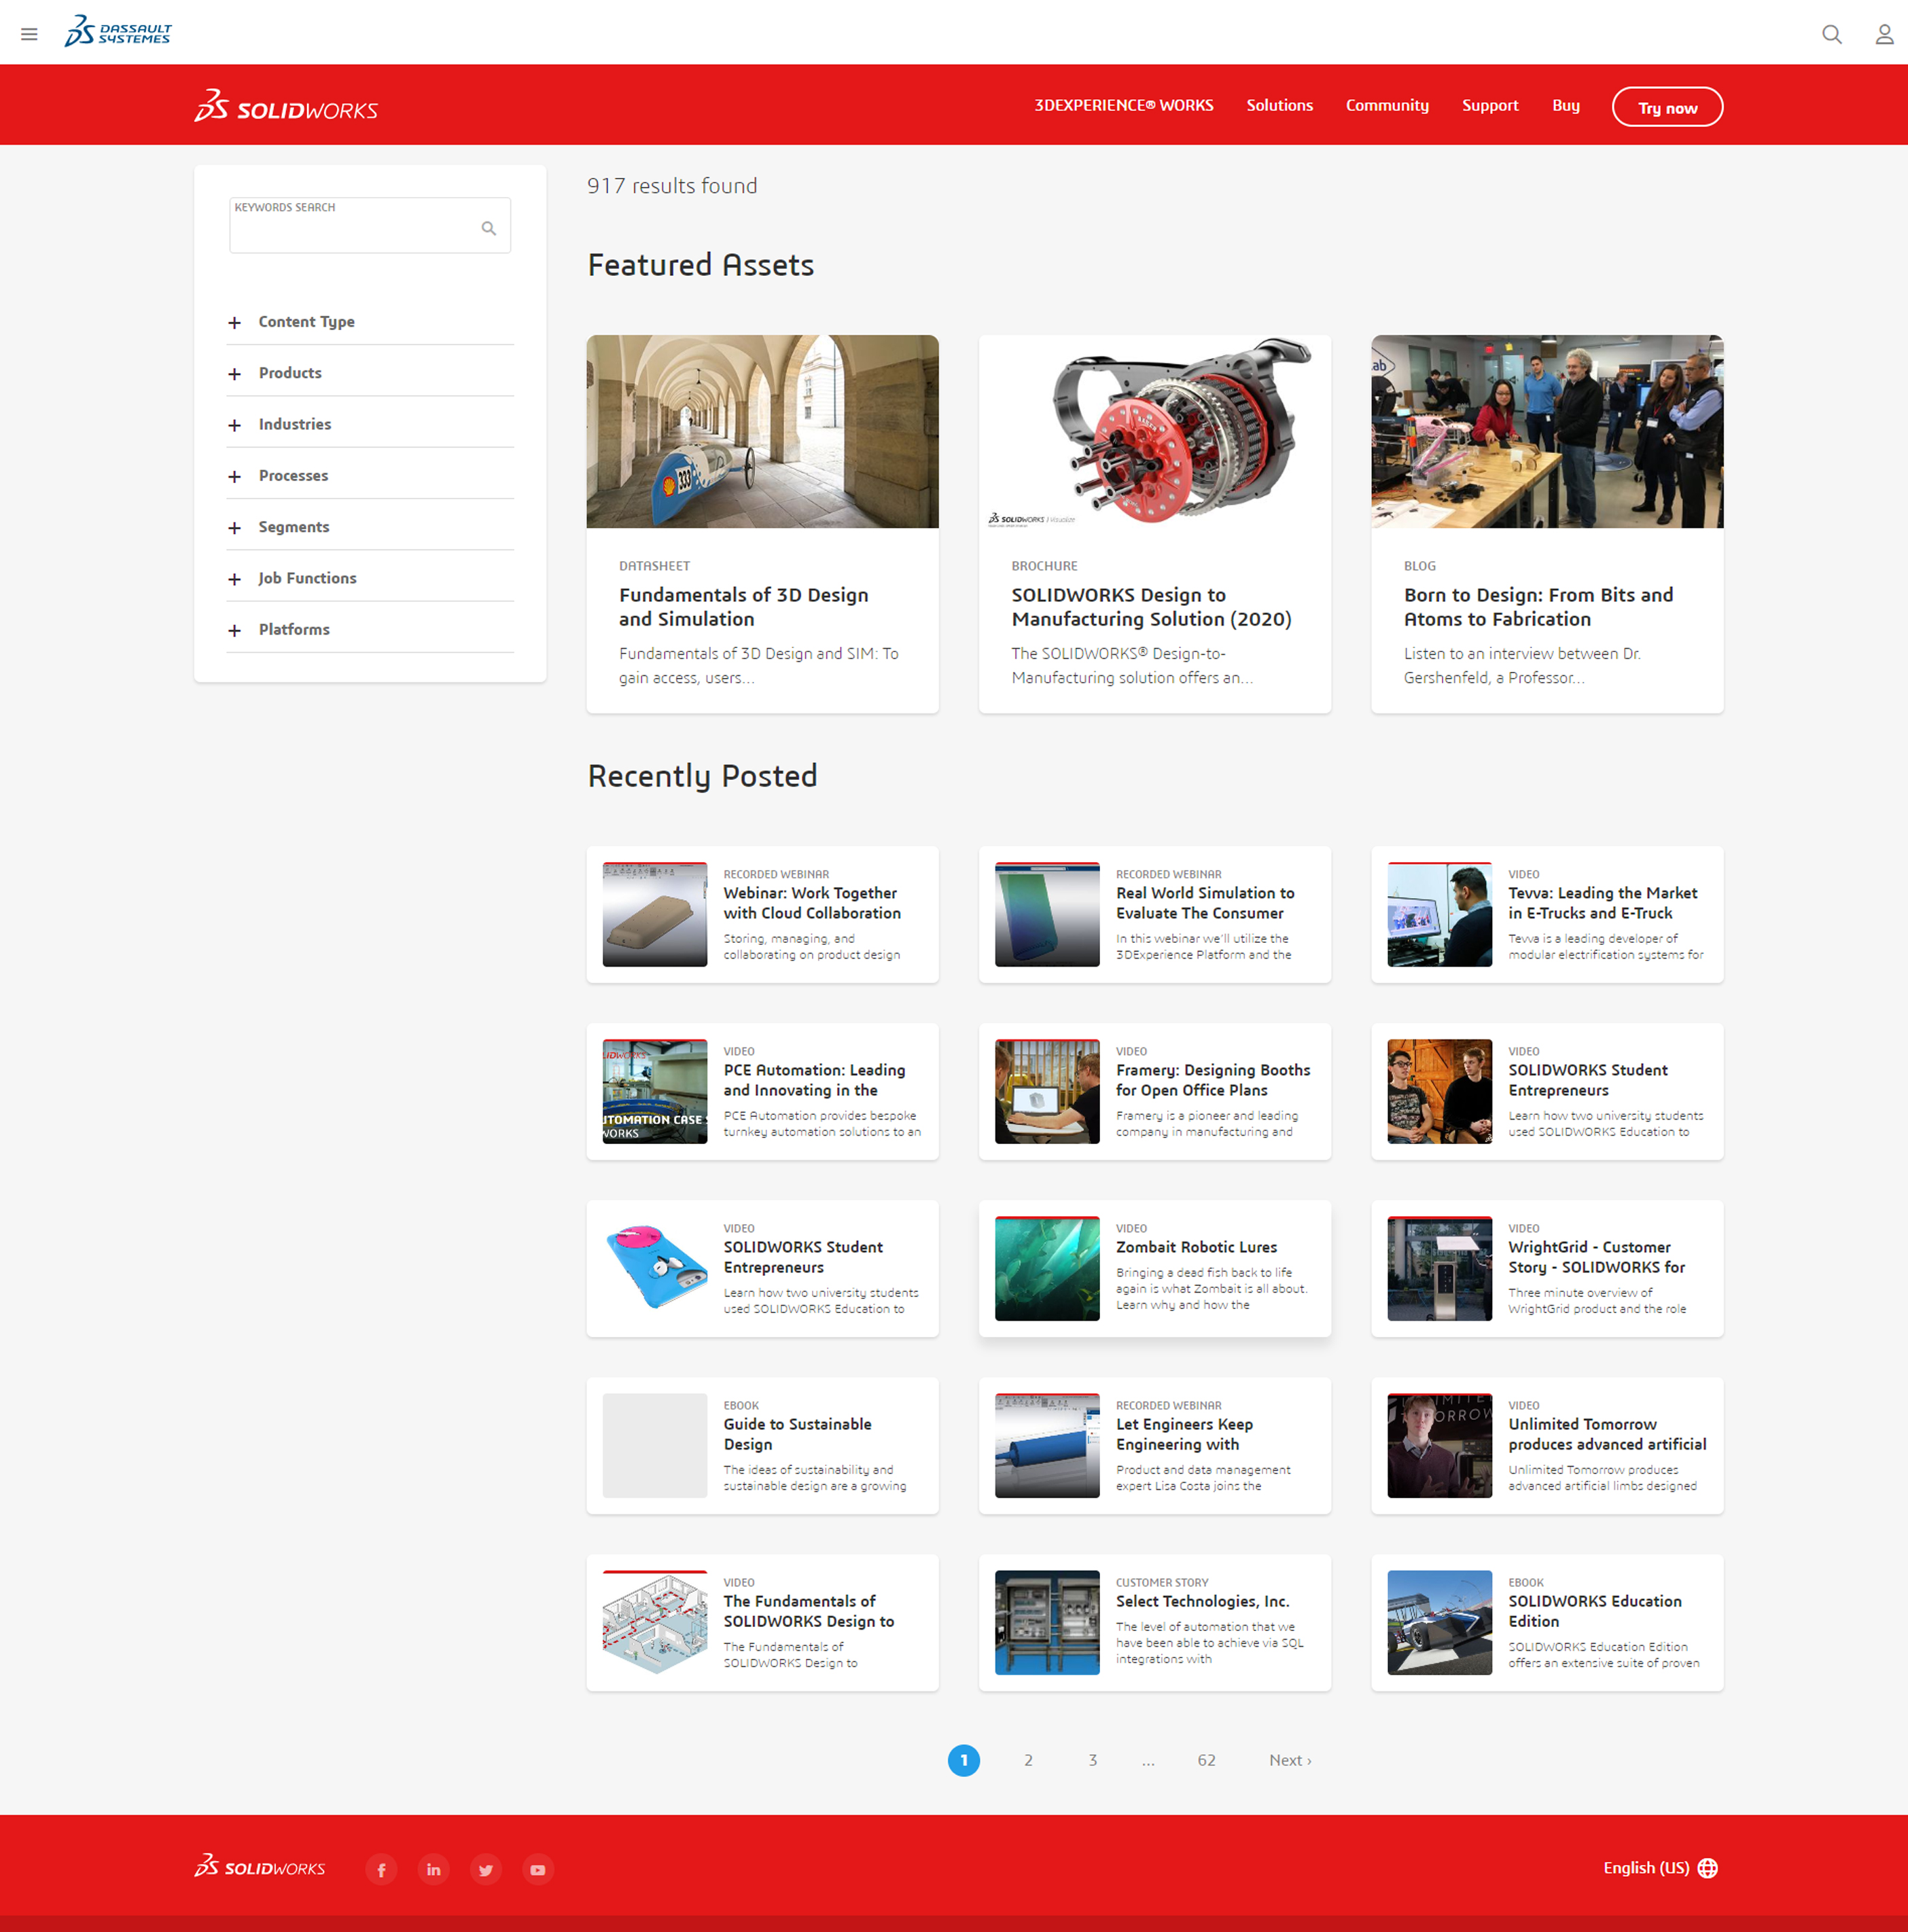 DASSAULT
SYSTEMES
SOLIDWORKS
3DEXPERIENCE® WORKS
Solutions
Community
Support
Buy
Try now
KEYWORDS SEARCH
Content Type
Products
Industries
Processes
Segments
Job Functions
Platforms
917 results found
Featured Assets
333
DATASHEET
Fundamentals of 3D Design
and Simulation
Fundamentals of 3D Design and SIM: To
gain access, users...
SOLIDWORKS | Visualize
BROCHURE
SOLIDWORKS Design to
Manufacturing Solution (2020)
The SOLIDWORKS® Design-to-
Manufacturing solution offers an...
ab
BLOG
Born to Design: From Bits and
Atoms to Fabrication
Listen to an interview between Dr.
Gershenfeld, a Professor...
Recently Posted
RECORDED WEBINAR
Webinar: Work Together
with Cloud Collaboration
Storing, managing, and
collaborating on product design
RECORDED WEBINAR
Real World Simulation to
Evaluate The Consumer
In this webinar we'll utilize the
3DExperience Platform and the
VIDEO
Tevva: Leading the Market
in E-Trucks and E-Truck
Tevva is a leading developer of
modular electrification systems for
LIDWORKS
UTOMATION CASE S
WORKS
VIDEO
PCE Automation: Leading
and Innovating in the
PCE Automation provides bespoke
turnkey automation solutions to an
VIDEO
Framery: Designing Booths
for Open Office Plans
Framery is a pioneer and leading
company in manufacturing and
VIDEO
SOLIDWORKS Student
Entrepreneurs
Learn how two university students
used SOLIDWORKS Education to
VIDEO
SOLIDWORKS Student
Entrepreneurs
Learn how two university students
used SOLIDWORKS Education to
VIDEO
Zombait Robotic Lures
Bringing a dead fish back to life
again is what Zombait is all about.
Learn why and how the
VIDEO
WrightGrid - Customer
Story - SOLIDWORKS for
Three minute overview of
WrightGrid product and the role
EBOOK
Guide to Sustainable
Design
The ideas of sustainability and
sustainable design are a growing
RECORDED WEBINAR
Let Engineers Keep
Engineering with
Product and data management
expert Lisa Costa joins the
VIDEO
Unlimited Tomorrow
produces advanced artificial
Unlimited Tomorrow produces
advanced artificial limbs designed
VIDEO
The Fundamentals of
SOLIDWORKS Design to
The Fundamentals of
SOLIDWORKS Design to
CUSTOMER STORY
Select Technologies, Inc.
The level of automation that we
have been able to achieve via SQL
integrations with
EBOOK
SOLIDWORKS Education
Edition
SOLIDWORKS Education Edition
offers an extensive suite of proven
1 2 3 ... 62 Next ›
SOLIDWORKS
English (US)